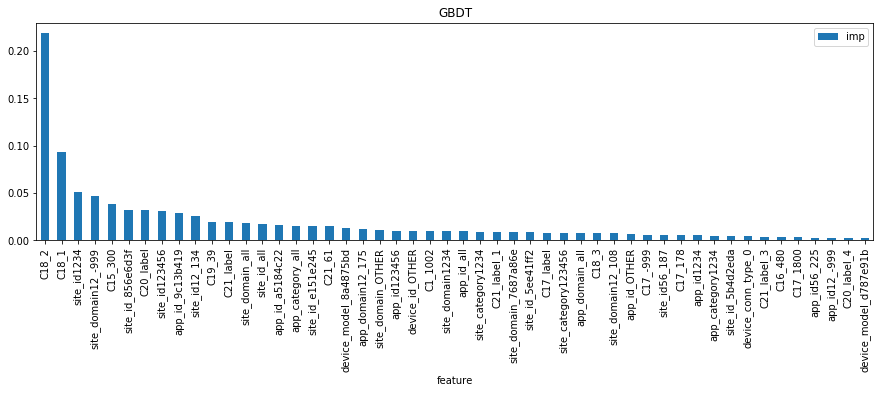 GBDT
imp
0.20
0.15
0.10
0.05
0.00
C18_2
C18_1
site_id1234
site_domain12_-999
C15_300
site_id_856e6d3f
C20_label
site_id123456
app_id_9c13b419
site_id12_134
C19_39
C21_label
site_domain_all
site_id_all
app_id_a5184c22
app_category_all
site_id_e151e245
C21_61
device_model_8a4875bd
app_domain12_175
site_domain_OTHER
app_id123456
device_id_OTHER
C1_1002
site_domain1234
app_id_all
site_category1234
C21_label_1
site_domain_7687a86e
site_id_5ee41ff2
C17_label
site_category123456
app_domain_all
C18_3
site_domain12_108
app_id_OTHER
C17_-999
site_id56_187
C17_178
app_id1234
app_category1234
site_id_5b4d2eda
device_conn_type_0
C21_label_3
C16_480
C17_1800
app_id56_225
app_id12_-999
C20_label_4
device_model_d787e91b
feature